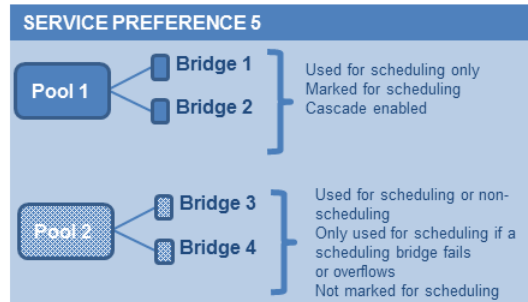 SERVICE PREFERENCE 5
Pool 1
Bridge 1
Bridge 2
Used for scheduling only
Marked for scheduling
Cascade enabled
Pool 2
Bridge 3
Bridge 4
Used for scheduling or non-
scheduling
Only used for scheduling if a
scheduling bridge fails
or overflows
Not marked for scheduling